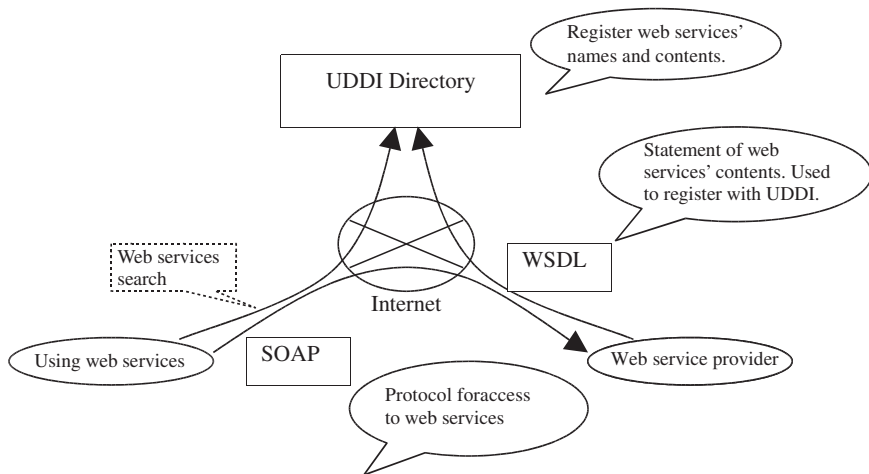 Register web services'
names and contents.
UDDI Directory
Statement of web
services' contents. Used
to register with UDDI.
Web services
search
WSDL
Internet
Using web services
SOAP
Web service provider
Protocol foraccess
to web services